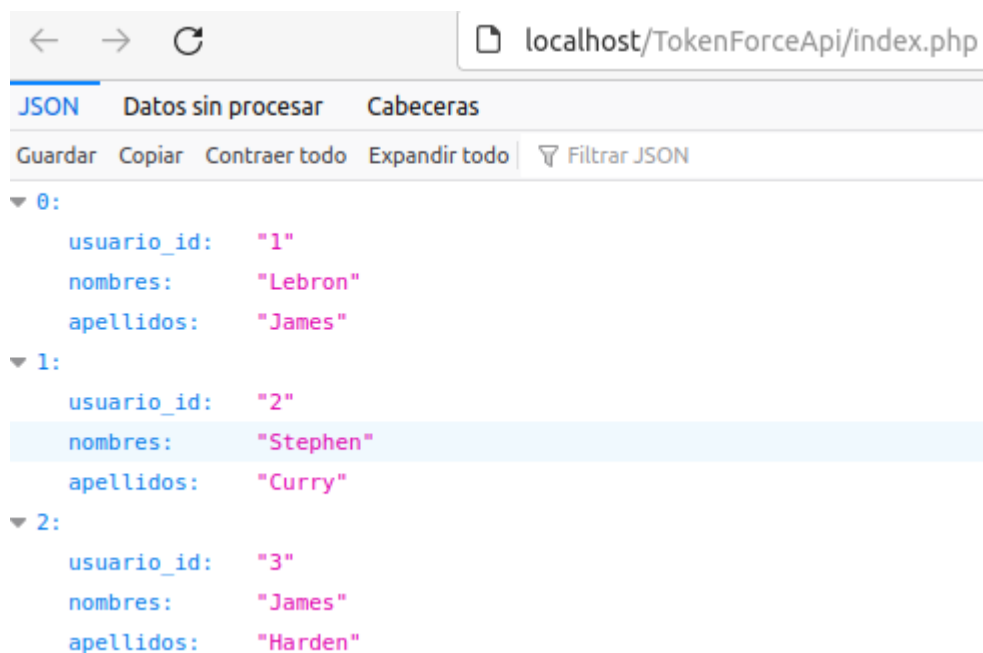 localhost/TokenForceApi/index.php
JSON Datos sin procesar Cabeceras
Guardar Copiar Contraer todo Expandir todo Filtrar JSON
0:
usuario_id: "1"
nombres: "Lebron"
apellidos: "James"
1:
usuario_id: "2"
nombres: "Stephen"
apellidos: "Curry"
2:
usuario_id: "3"
nombres: "James"
apellidos: "Harden"